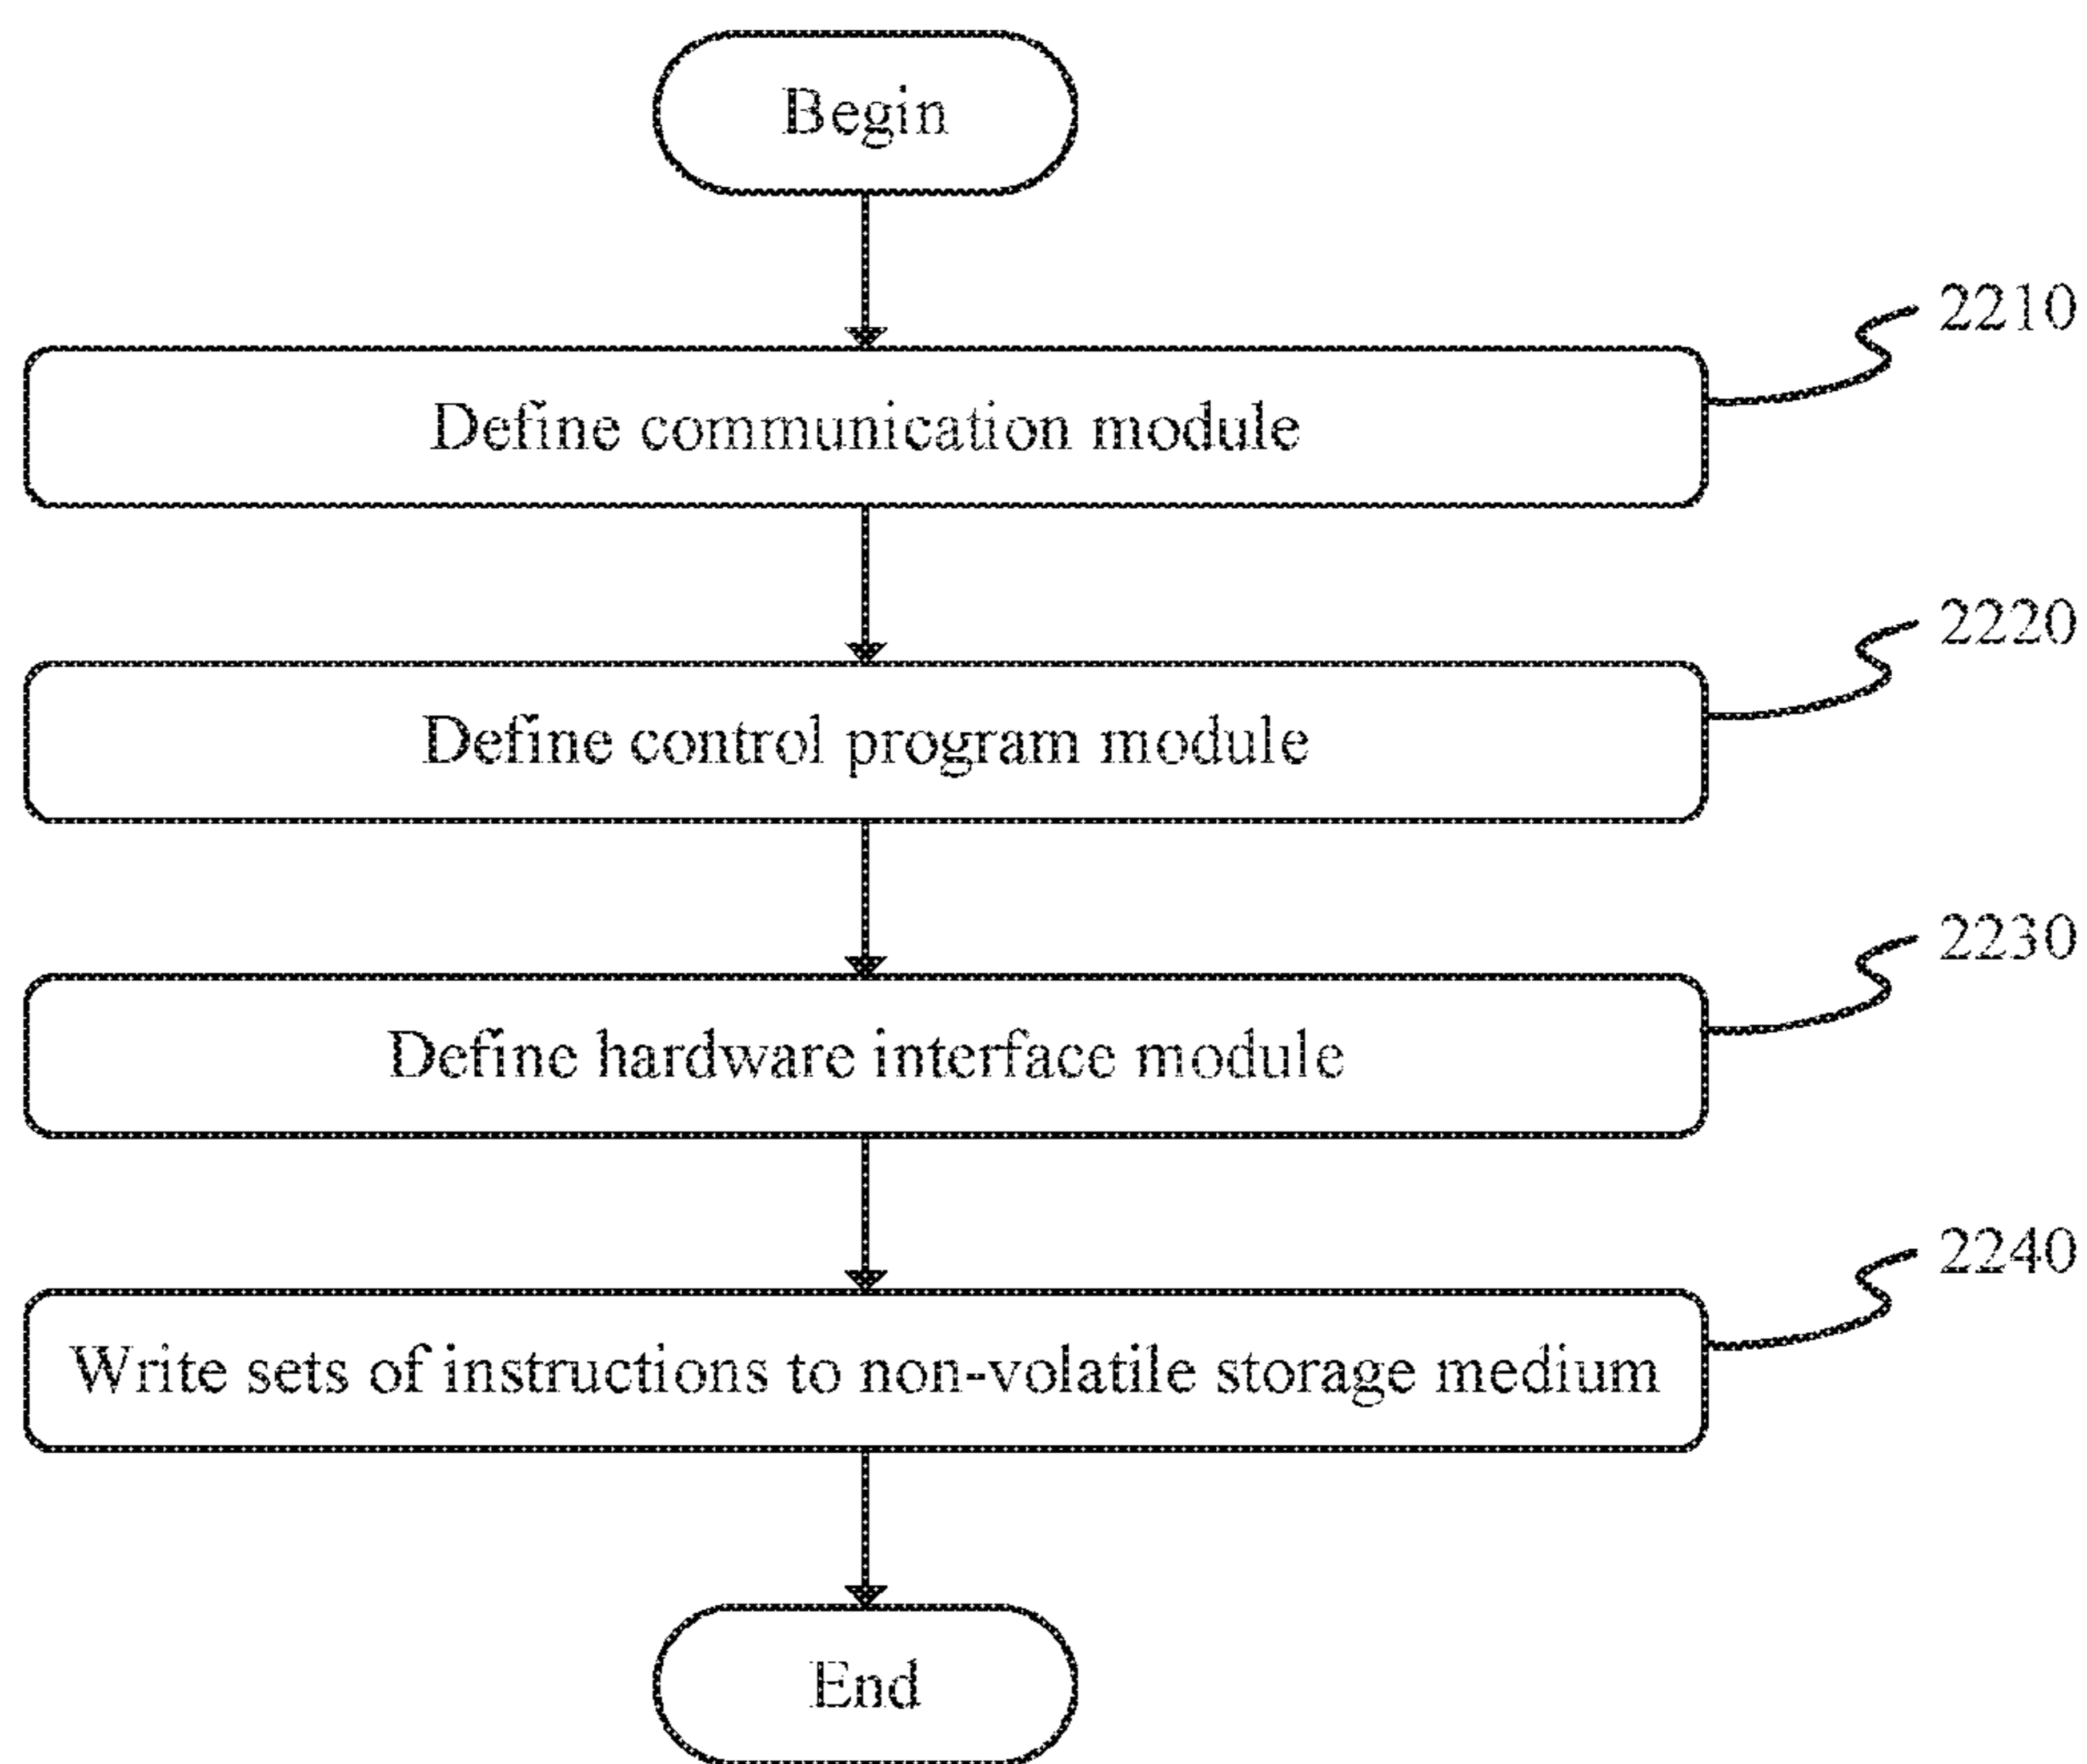 Begin
2210
Define communication module
2220
Define control program module
2230
Define hardware interface module
2240
Write sets of instructions to non-volatile storage medium
End